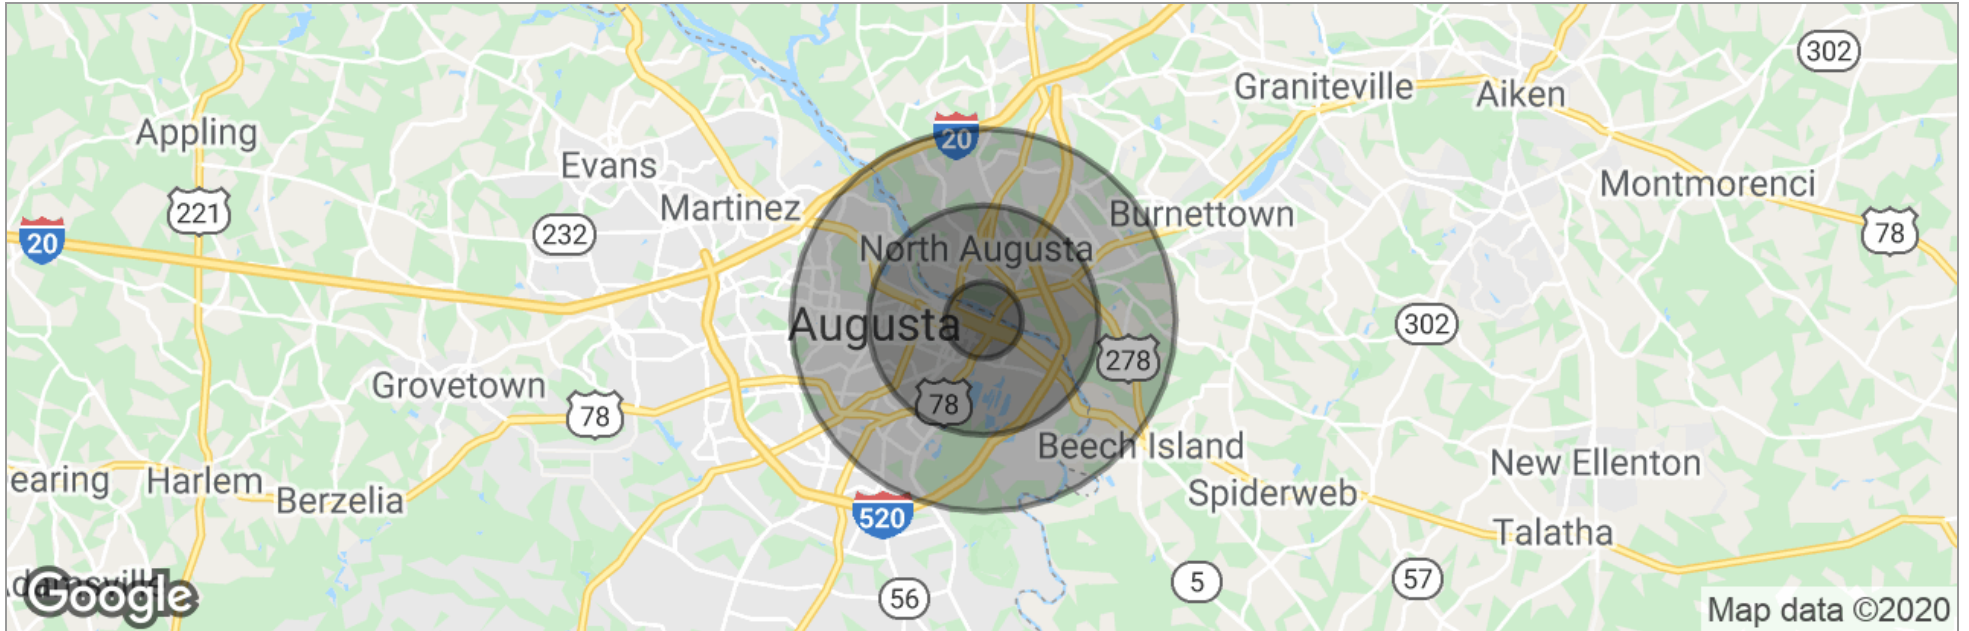 302
Graniteville
Aiken
Appling
20
Evans
Montmorenci
221
Martinez
Burnettown
232
78
20
North Augusta
302
Augusta
278
Grovetown
78
78
Beech Island
New Ellenton
earing
Harlem
Berzelia
Spiderweb
520
Talatha
5
57
Google
56
Map data ©2020